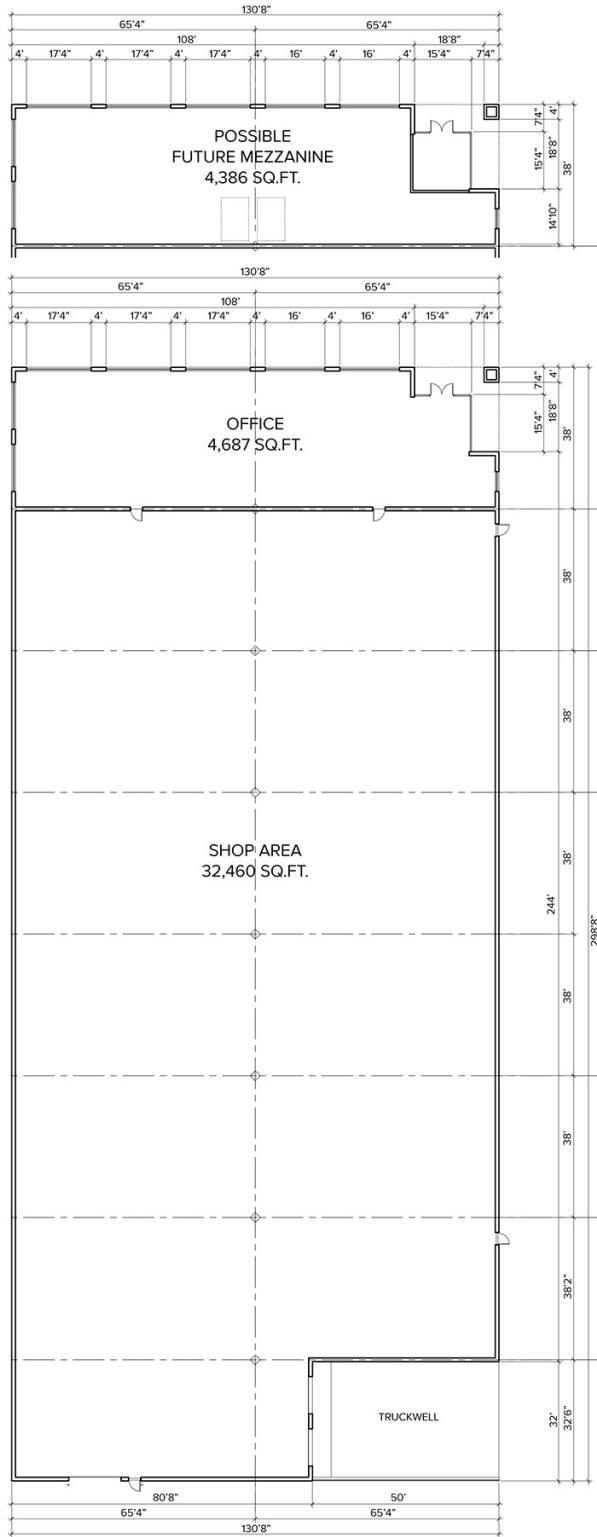 130'8"
65'4" 65'4"
108' 18'8"
4' 17'4" 4' 17'4" 4' 17'4" 4' 16' 4' 16' 4' 15'4" 7'4"
POSSIBLE
FUTURE MEZZANINE
4,386 SQ.FT.
7'4" 4'
15'4" 18'8" 38'
14'10"
130'8"
65'4" 65'4"
108'
4' 17'4" 4' 17'4" 4' 17'4" 4' 16' 4' 16' 4' 15'4" 7'4"
OFFICE
4,687 SQ.FT.
7'4" 4'
15'4" 18'8" 38'
38'
38'
SHOP AREA
32,460 SQ.FT.
38'
244' 298'8"
38'
38'
38'2"
TRUCKWELL
32' 32'6"
80'8" 50'
65'4" 65'4"
130'8"